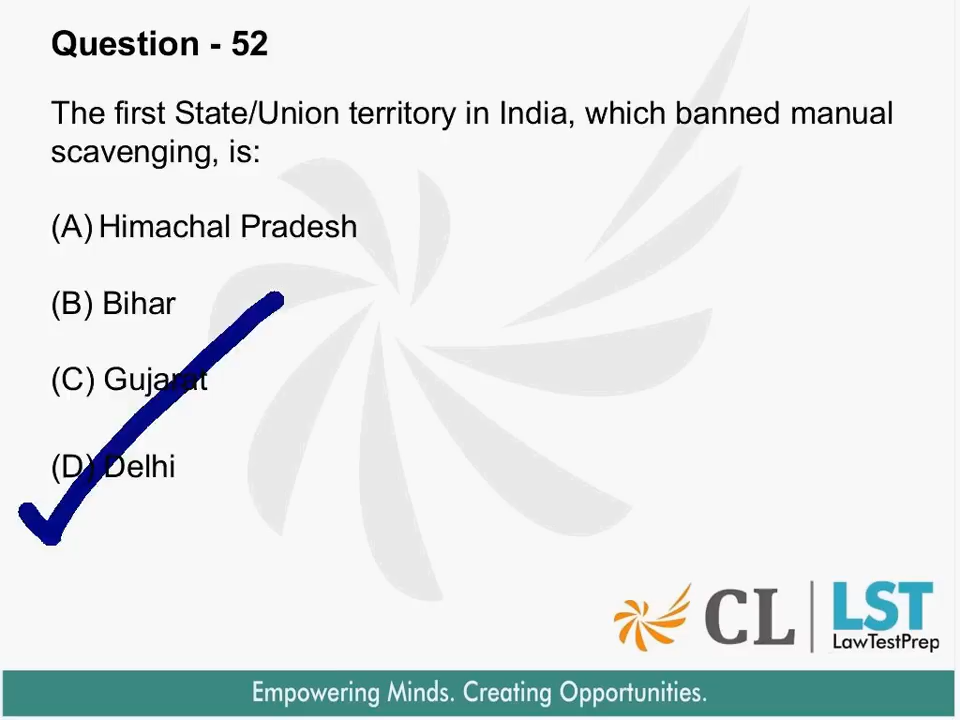 Question - 52
The first State/Union territory in India, which banned manual
scavenging, is:
(A) Himachal Pradesh
(B) Bihar
(C) Gujarat
(D) Delhi
CL | LST
LawTestPrep
Empowering Minds. Creating Opportunities.